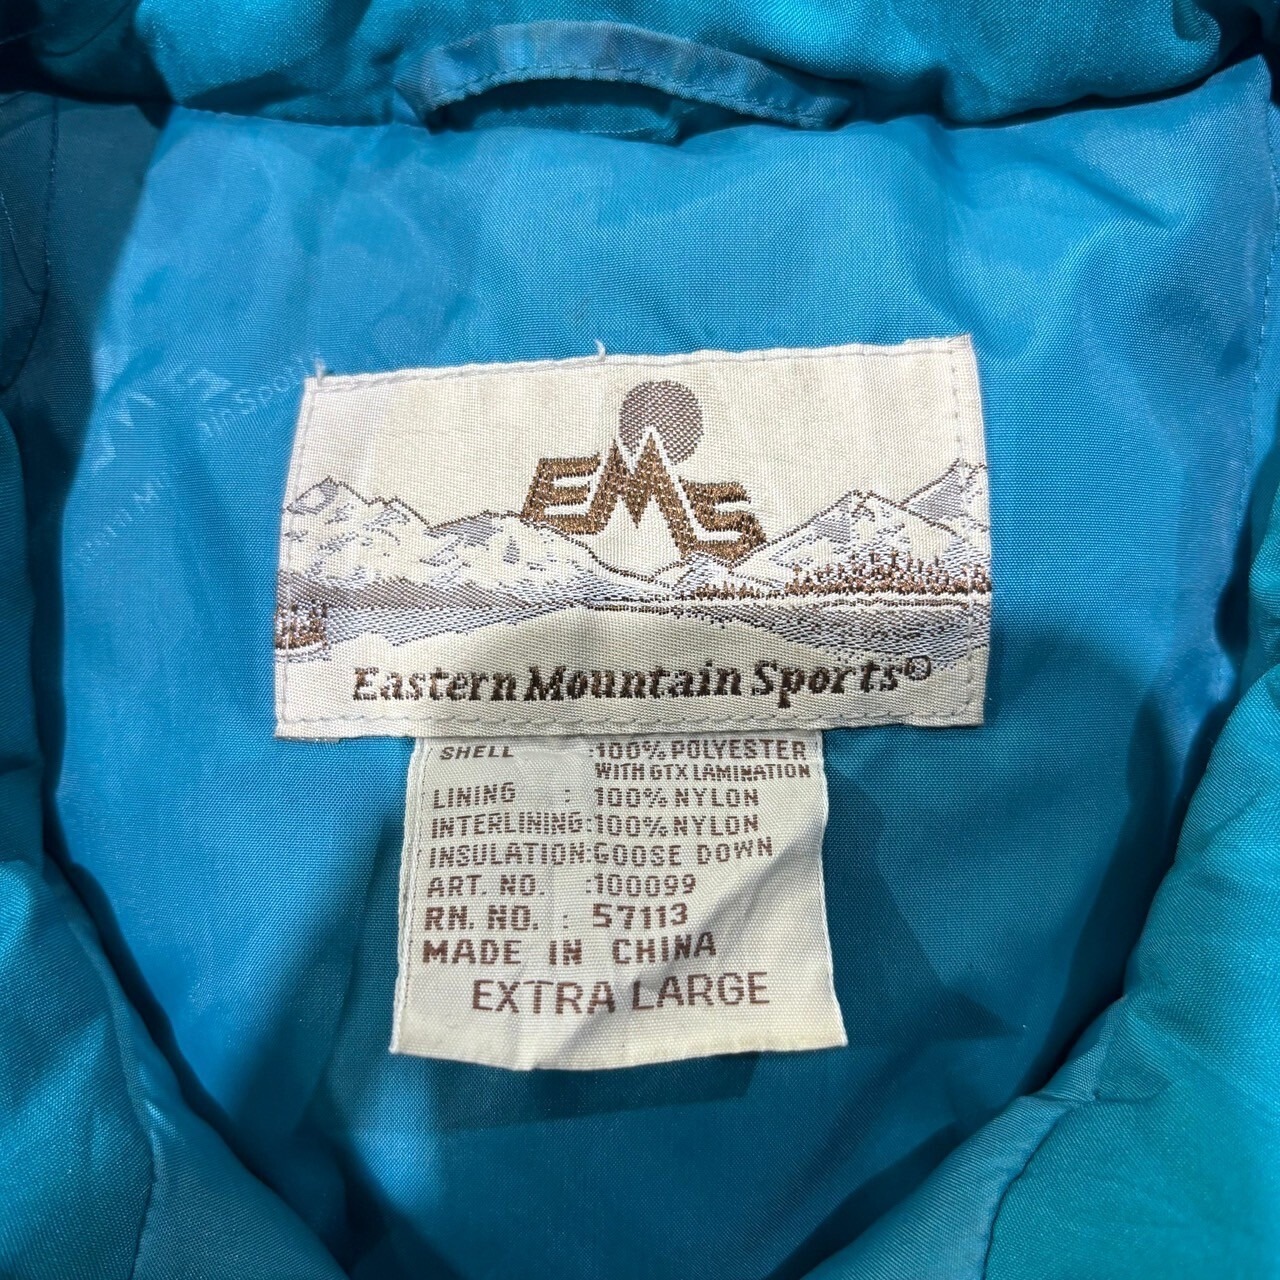 EMS
Eastern Mountain Sports®
SHELL :100% POLYESTER
WITH GTX LAMINATION
LINING : 100% NYLON
INTERLINING:100% NYLON
INSULATION:GOOSE DOWN
ART. NO. :100099
RN. NO. : 57113
MADE IN CHINA
EXTRA LARGE